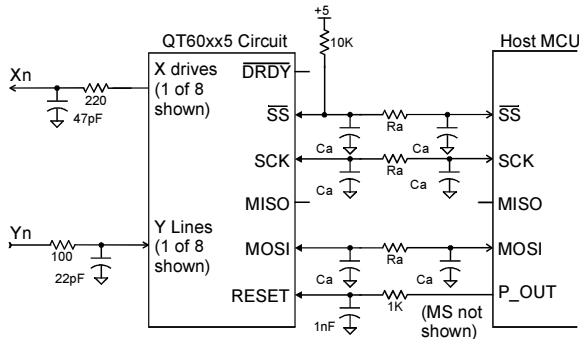 +5
QT60xx5 Circuit
10K
Host MCU
Xn
X drives
(1 of 8
shown)
DRDY
220
47pF
SS
Ra
SS
Ca
Ca
SCK
Ra
SCK
Ca
Ca
MISO
MISO
Yn
Y Lines
(1 of 8
shown)
100
22pF
MOSI
Ra
MOSI
Ca
Ca
RESET
1K
P_OUT
1nF
(MS not
shown)